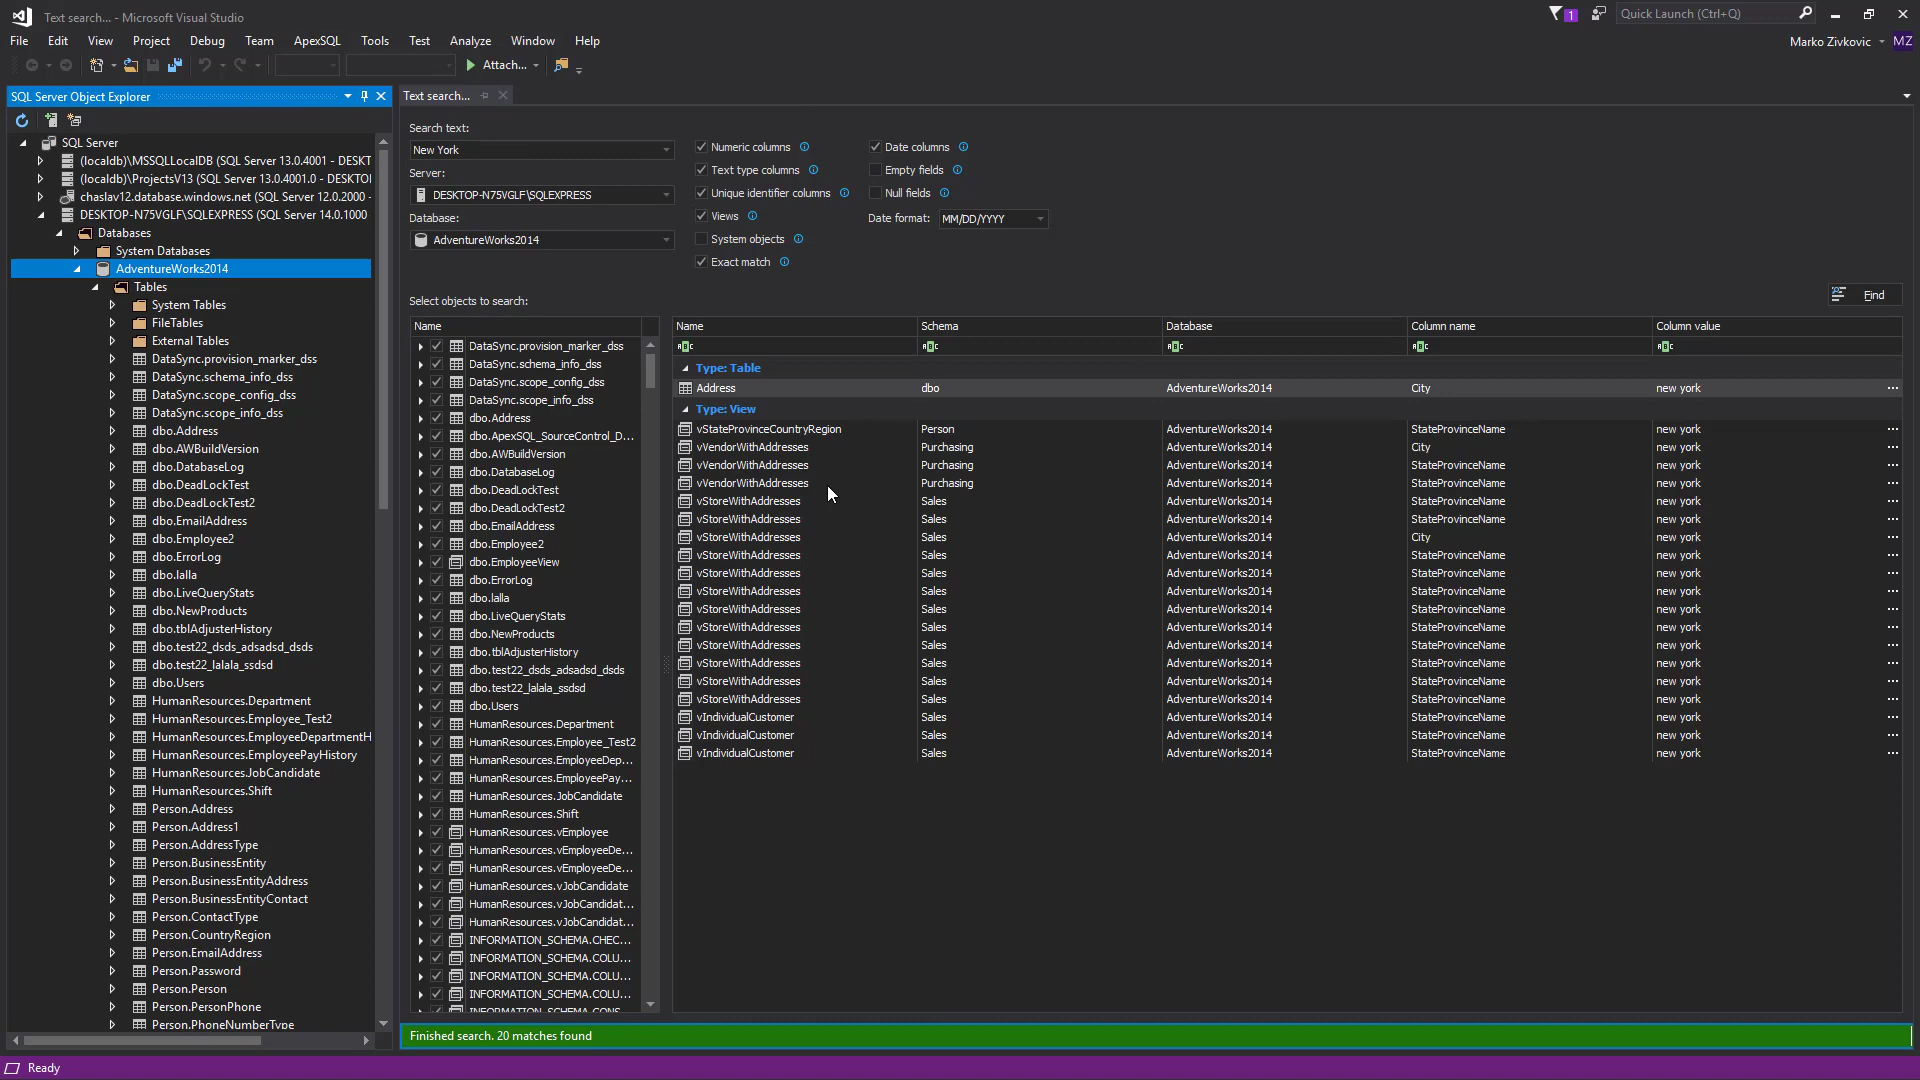 Text search... - Microsoft Visual Studio
1
Quick Launch (Ctrl+Q)
File Edit View Project Debug Team ApexSQL Tools Test Analyze Window Help
Marko Zivkovic MZ
Attach...
SQL Server Object Explorer
SQL Server
(localdb)\MSSQLLocalDB (SQL Server 13.0.4001 - DESKT
(localdb)\ProjectsV13 (SQL Server 13.0.4001.0 - DESKTO
chaslav12.database.windows.net (SQL Server 12.0.2000 -
DESKTOP-N75VGLF\SQLEXPRESS (SQL Server 14.0.1000
Databases
System Databases
AdventureWorks2014
Tables
System Tables
FileTables
External Tables
DataSync.provision_marker_dss
DataSync.schema_info_dss
DataSync.scope_config_dss
DataSync.scope_info_dss
dbo.Address
dbo.AWBuildVersion
dbo.DatabaseLog
dbo.DeadLockTest
dbo.DeadLockTest2
dbo.EmailAddress
dbo.Employee2
dbo.ErrorLog
dbo.lalla
dbo.LiveQueryStats
dbo.NewProducts
dbo.tblAdjusterHistory
dbo.test22_dsds_adsadsd_dsds
dbo.test22_lalala_ssdsd
dbo.Users
HumanResources.Department
HumanResources.Employee_Test2
HumanResources.EmployeeDepartmentH
HumanResources.EmployeePayHistory
HumanResources.JobCandidate
HumanResources.Shift
Person.Address
Person.Address1
Person.AddressType
Person.BusinessEntity
Person.BusinessEntityAddress
Person.BusinessEntityContact
Person.ContactType
Person.CountryRegion
Person.EmailAddress
Person.Password
Person.Person
Person.PersonPhone
Person.PhoneNumberType
Text search...
Search text:
New York
Server:
DESKTOP-N75VGLF\SQLEXPRESS
Database:
AdventureWorks2014
Numeric columns
Text type columns
Unique identifier columns
Views
System objects
Exact match
Date columns
Empty fields
Null fields
Date format: MM/DD/YYYY
Select objects to search:
Find
Name
DataSync.provision_marker_dss
DataSync.schema_info_dss
DataSync.scope_config_dss
DataSync.scope_info_dss
dbo.Address
dbo.ApexSQL_SourceControl_D...
dbo.AWBuildVersion
dbo.DatabaseLog
dbo.DeadLockTest
dbo.DeadLockTest2
dbo.EmailAddress
dbo.Employee2
dbo.EmployeeView
dbo.ErrorLog
dbo.lalla
dbo.LiveQueryStats
dbo.NewProducts
dbo.tblAdjusterHistory
dbo.test22_dsds_adsadsd_dsds
dbo.test22_lalala_ssdsd
dbo.Users
HumanResources.Department
HumanResources.Employee_Test2
HumanResources.EmployeeDep...
HumanResources.EmployeePay...
HumanResources.JobCandidate
HumanResources.Shift
HumanResources.vEmployee
HumanResources.vEmployeeDe...
HumanResources.vEmployeeDe...
HumanResources.vJobCandidate
HumanResources.vJobCandidat...
HumanResources.vJobCandidat...
INFORMATION_SCHEMA.CHEC...
INFORMATION_SCHEMA.COLU...
INFORMATION_SCHEMA.COLU...
INFORMATION_SCHEMA.COLU...
INFORMATION_SCHEMA.CONS...
Name Schema Database Column name Column value
ABC ABC ABC ABC ABC
Type: Table
Address dbo AdventureWorks2014 City new york ...
Type: View
vStateProvinceCountryRegion Person AdventureWorks2014 StateProvinceName new york ...
vVendorWithAddresses Purchasing AdventureWorks2014 City new york ...
vVendorWithAddresses Purchasing AdventureWorks2014 StateProvinceName new york ...
vVendorWithAddresses Purchasing AdventureWorks2014 StateProvinceName new york ...
vStoreWithAddresses Sales AdventureWorks2014 StateProvinceName new york ...
vStoreWithAddresses Sales AdventureWorks2014 StateProvinceName new york ...
vStoreWithAddresses Sales AdventureWorks2014 City new york ...
vStoreWithAddresses Sales AdventureWorks2014 StateProvinceName new york ...
vStoreWithAddresses Sales AdventureWorks2014 StateProvinceName new york ...
vStoreWithAddresses Sales AdventureWorks2014 StateProvinceName new york ...
vStoreWithAddresses Sales AdventureWorks2014 StateProvinceName new york ...
vStoreWithAddresses Sales AdventureWorks2014 StateProvinceName new york ...
vStoreWithAddresses Sales AdventureWorks2014 StateProvinceName new york ...
vStoreWithAddresses Sales AdventureWorks2014 StateProvinceName new york ...
vStoreWithAddresses Sales AdventureWorks2014 StateProvinceName new york ...
vStoreWithAddresses Sales AdventureWorks2014 StateProvinceName new york ...
vIndividualCustomer Sales AdventureWorks2014 StateProvinceName new york ...
vIndividualCustomer Sales AdventureWorks2014 StateProvinceName new york ...
vIndividualCustomer Sales AdventureWorks2014 StateProvinceName new york ...
Finished search. 20 matches found
Ready